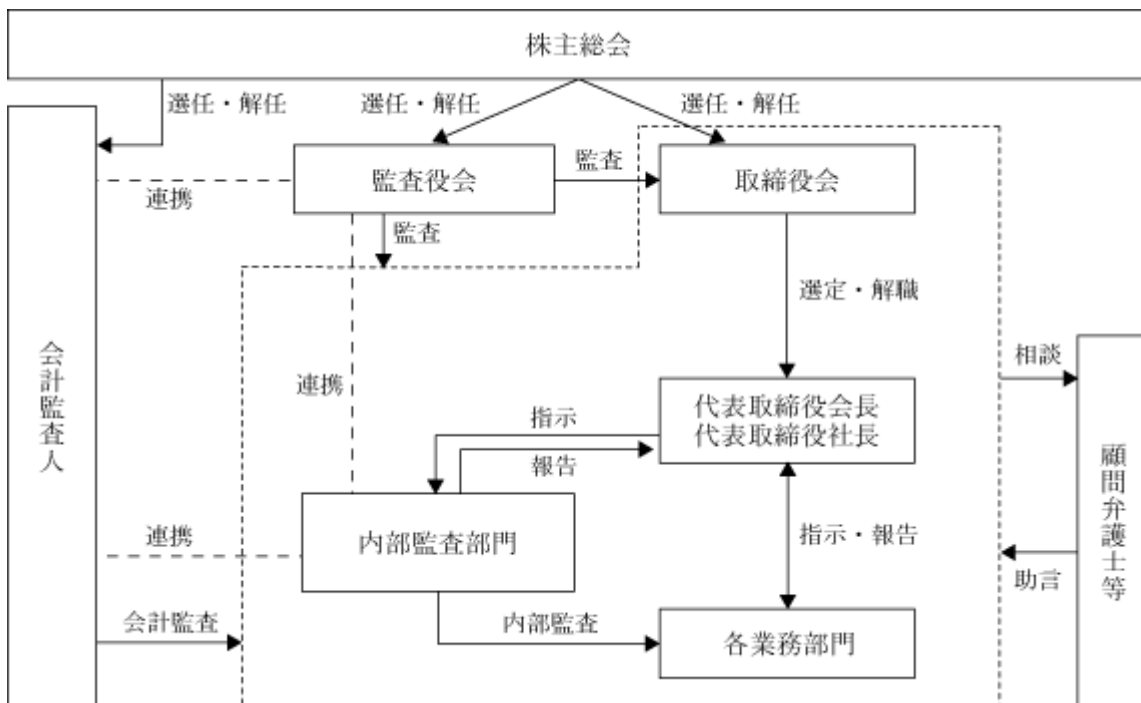 株主総会
選任・解任
選任・解任
選任・解任
監査役会
監査
取締役会
連携
監査
選定・解職
会計監査人
連携
相談
代表取締役会長
代表取締役社長
指示
報告
顧問弁護士等
連携
内部監査部門
指示・報告
助言
会計監査
内部監査
各業務部門